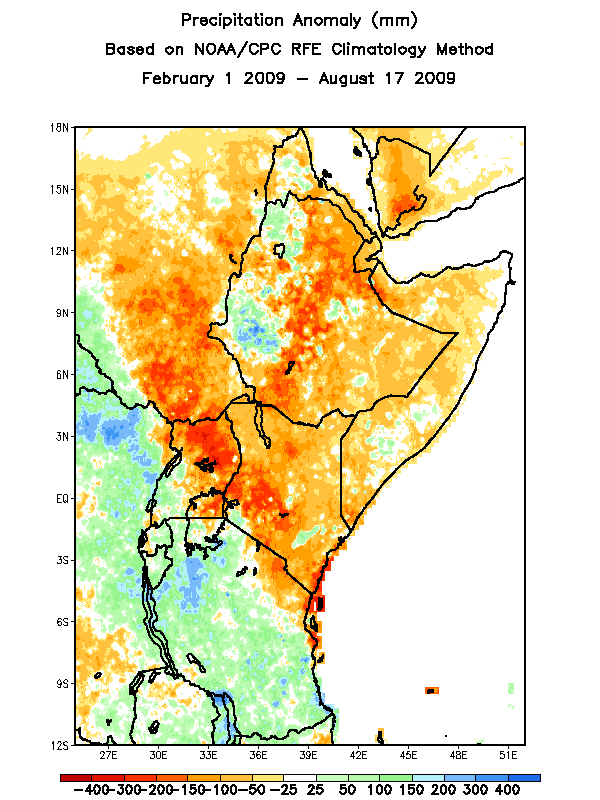 Precipitation Anomaly (mm)
Based on NOAA/CPC RFE Climatology Method
February 1 2009 – August 17 2009
18N
15N
12N
9N
6N
3N
EQ
3S
6S
9S
12S
27E 30E 33E 36E 39E 42E 45E 48E 51E
−400 −300 −200 −150 −100 −50 −25 25 50 100 150 200 300 400